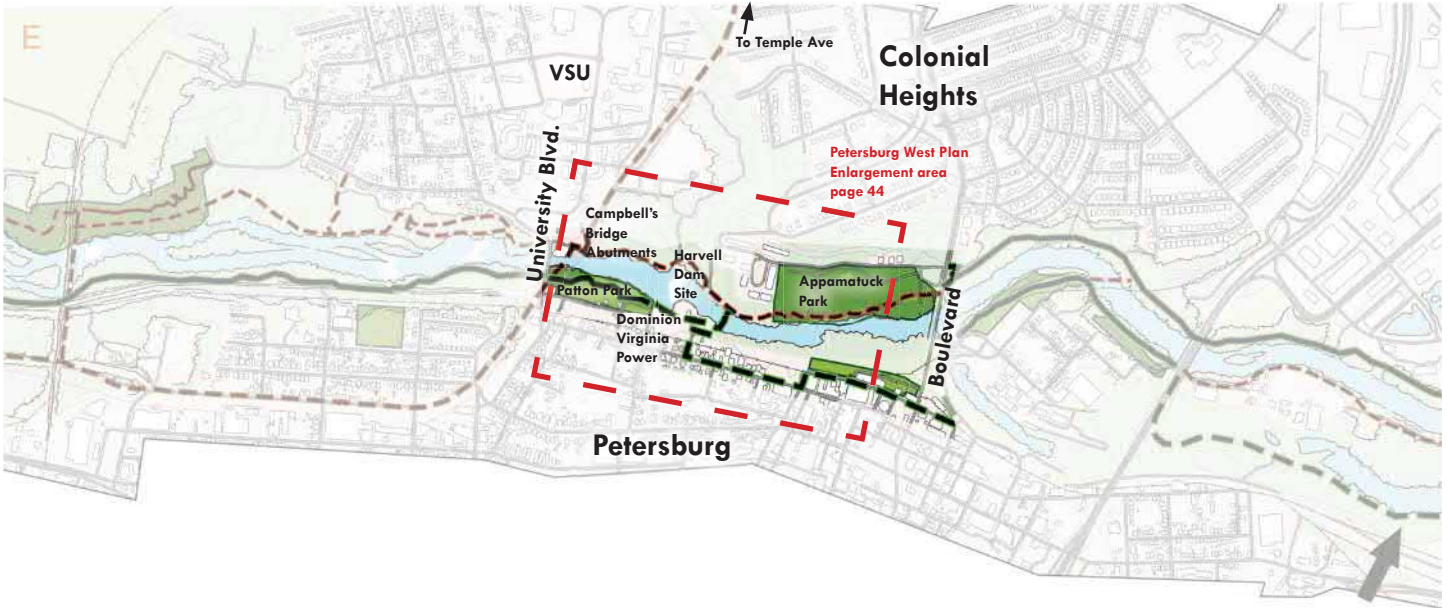 E
To Temple Ave
Colonial
Heights
VSU
University Blvd.
Petersburg West Plan
Enlargement area
page 44
Campbell's
Bridge
Abutments
Harvell
Dam
Site
Patton Park
Appamatuck
Park
Dominion
Virginia
Power
Boulevard
Petersburg